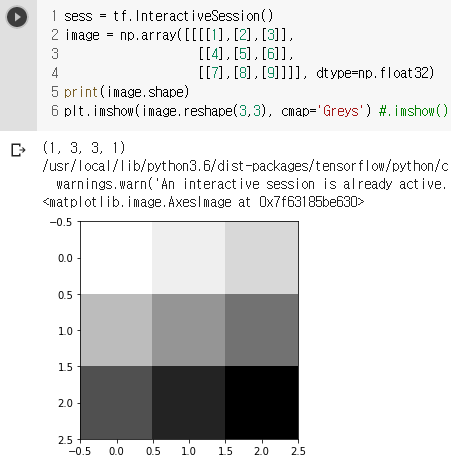 1 sess = tf.InteractiveSession()
2 image = np.array([[[[1],[2],[3]],
3 [[4],[5],[6]],
4 [[7],[8],[9]]]], dtype=np.float32)
5 print(image.shape)
6 plt.imshow(image.reshape(3,3), cmap='Greys') #.imshow()
(1, 3, 3, 1)
/usr/local/lib/python3.6/dist-packages/tensorflow/python/c
warnings.warn('An interactive session is already active.
<matplotlib.image.AxesImage at 0x7f63185be630>
−0.5
0.0
0.5
1.0
1.5
2.0
2.5
−0.5 0.0 0.5 1.0 1.5 2.0 2.5